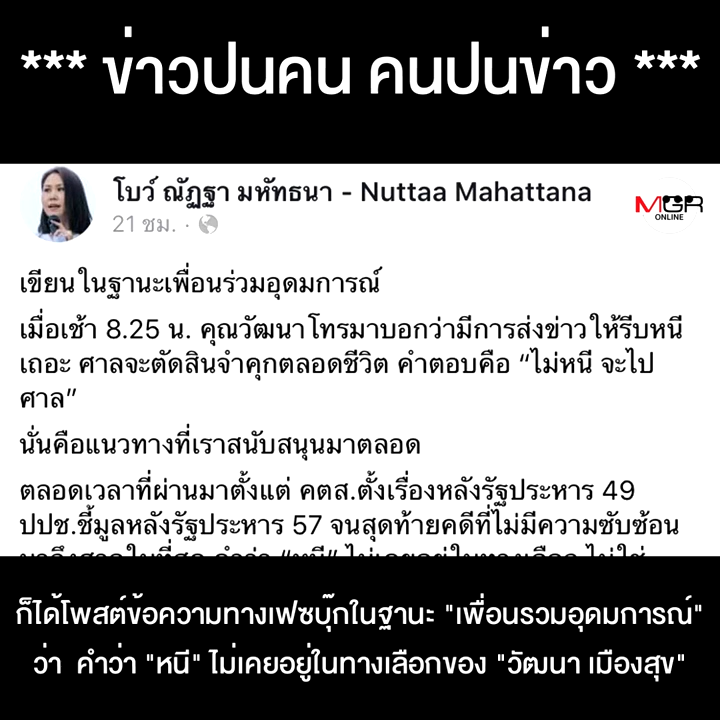 *** ข่าวปนคน คนปนข่าว ***
โบว์ ณัฏฐา มหัทธนา - Nuttaa Mahattana
21 ชม. ·
MGR
ONLINE
เขียนในฐานะเพื่อนร่วมอุดมการณ์
เมื่อเช้า 8.25 น. คุณวัฒนาโทรมาบอกว่ามีการส่งข่าวให้รีบหนี
เถอะ ศาลจะตัดสินจำคุกตลอดชีวิต คำตอบคือ “ไม่หนี จะไป
ศาล”
นั่นคือแนวทางที่เราสนับสนุนมาตลอด
ตลอดเวลาที่ผ่านมาตั้งแต่ คตส.ตั้งเรื่องหลังรัฐประหาร 49
ปปช.ชี้มูลหลังรัฐประหาร 57 จนสุดท้ายคดีที่ไม่มีความซับซ้อน
ก็ได้โพสต์ข้อความทางเฟซบุ๊กในฐานะ "เพื่อนรวมอุดมการณ์"
ว่า คำว่า "หนี" ไม่เคยอยู่ในทางเลือกของ "วัฒนา เมืองสุข"